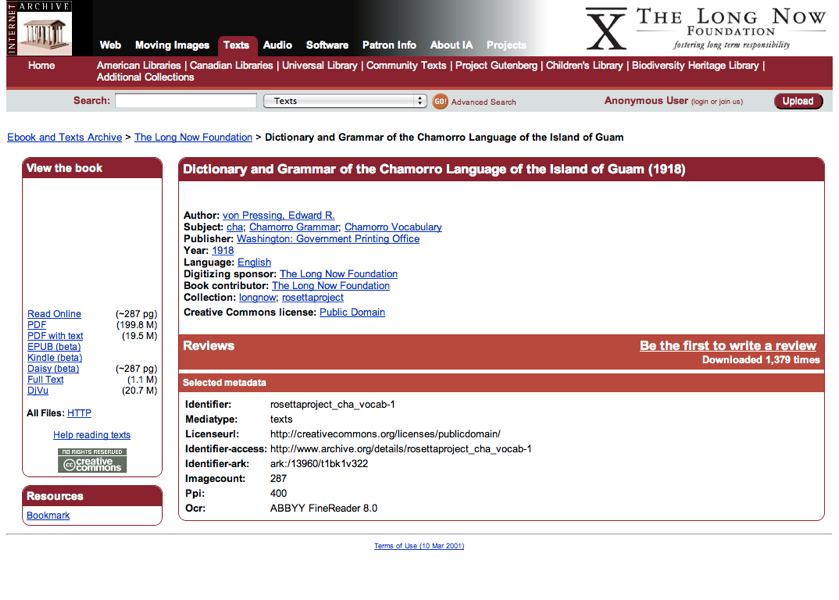 INTERNET ARCHIVE
THE LONG NOW
FOUNDATION
fostering long term responsibility
Web Moving Images Texts Audio Software Patron Info About IA Projects
Home American Libraries | Canadian Libraries | Universal Library | Community Texts | Project Gutenberg | Children's Library | Biodiversity Heritage Library |
Additional Collections
Search: Texts GO! Advanced Search Anonymous User (login or join us) Upload
Ebook and Texts Archive > The Long Now Foundation > Dictionary and Grammar of the Chamorro Language of the Island of Guam
View the book
Read Online (~287 pg)
PDF (199.8 M)
PDF with text (19.5 M)
EPUB (beta)
Kindle (beta)
Daisy (beta) (~287 pg)
Full Text (1.1 M)
DjVu (20.7 M)
All Files: HTTP
Help reading texts
NO RIGHTS RESERVED
cc creative commons
Resources
Bookmark
Dictionary and Grammar of the Chamorro Language of the Island of Guam (1918)
Author: von Pressing, Edward R.
Subject: cha; Chamorro Grammar; Chamorro Vocabulary
Publisher: Washington: Government Printing Office
Year: 1918
Language: English
Digitizing sponsor: The Long Now Foundation
Book contributor: The Long Now Foundation
Collection: longnow; rosettaproject
Creative Commons license: Public Domain
Reviews Be the first to write a review
Downloaded 1,379 times
Selected metadata
Identifier: rosettaproject_cha_vocab-1
Mediatype: texts
Licenseurl: http://creativecommons.org/licenses/publicdomain/
Identifier-access: http://www.archive.org/details/rosettaproject_cha_vocab-1
Identifier-ark: ark:/13960/t1bk1v322
Imagecount: 287
Ppi: 400
Ocr: ABBYY FineReader 8.0
Terms of Use (10 Mar 2001)